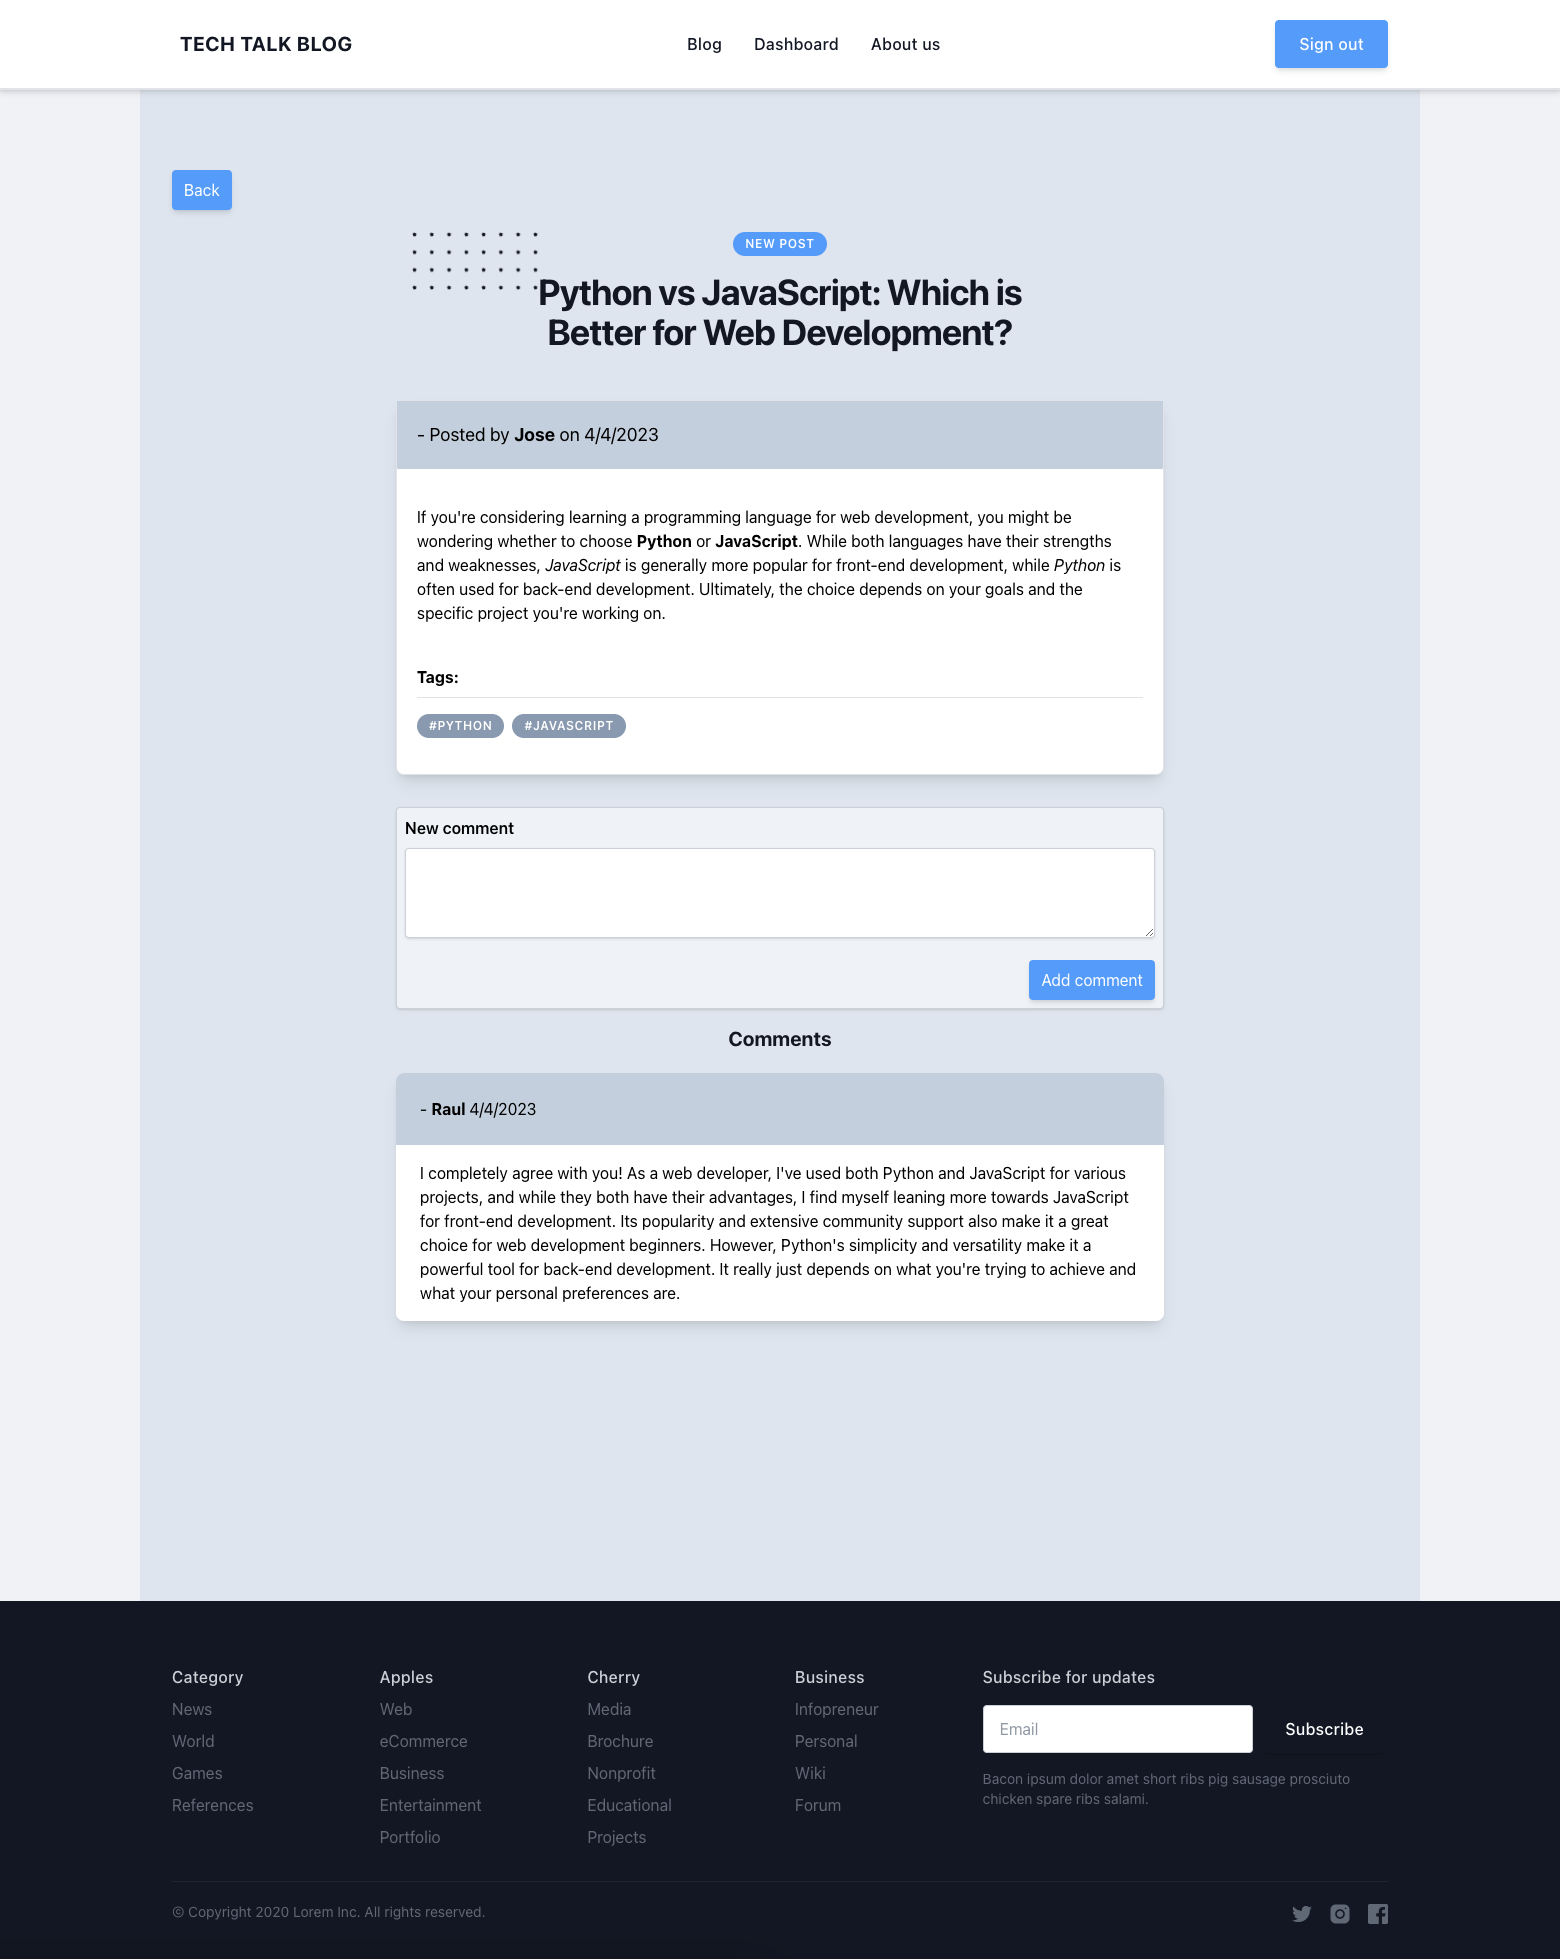 TECH TALK BLOG
Blog Dashboard About us
Sign out
Back
NEW POST
Python vs JavaScript: Which is
Better for Web Development?
- Posted by Jose on 4/4/2023
If you're considering learning a programming language for web development, you might be
wondering whether to choose Python or JavaScript. While both languages have their strengths
and weaknesses, JavaScript is generally more popular for front-end development, while Python is
often used for back-end development. Ultimately, the choice depends on your goals and the
specific project you're working on.
Tags:
#PYTHON #JAVASCRIPT
New comment
Add comment
Comments
- Raul 4/4/2023
I completely agree with you! As a web developer, I've used both Python and JavaScript for various
projects, and while they both have their advantages, I find myself leaning more towards JavaScript
for front-end development. Its popularity and extensive community support also make it a great
choice for web development beginners. However, Python's simplicity and versatility make it a
powerful tool for back-end development. It really just depends on what you're trying to achieve and
what your personal preferences are.
Category
News
World
Games
References
Apples
Web
eCommerce
Business
Entertainment
Portfolio
Cherry
Media
Brochure
Nonprofit
Educational
Projects
Business
Infopreneur
Personal
Wiki
Forum
Subscribe for updates
Email
Subscribe
Bacon ipsum dolor amet short ribs pig sausage prosciuto
chicken spare ribs salami.
© Copyright 2020 Lorem Inc. All rights reserved.